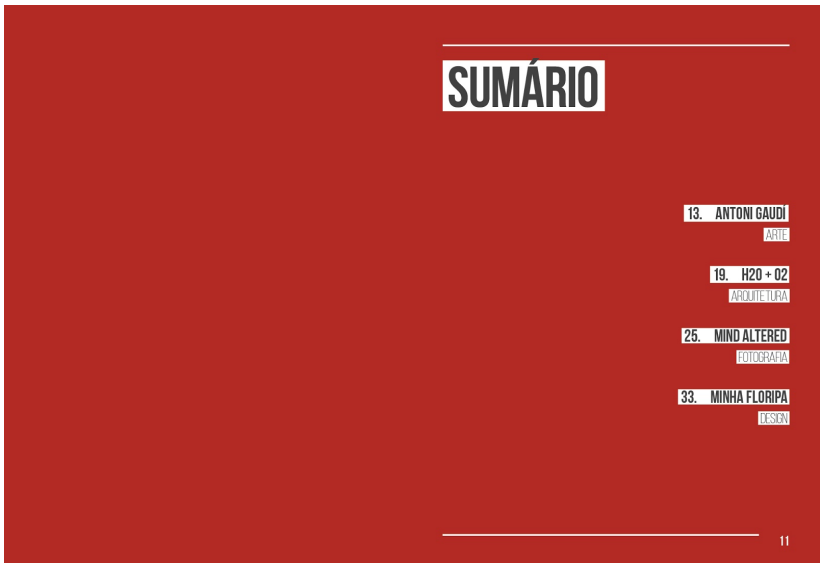 SUMÁRIO
13. ANTONI GAUDÍ
ARTE
19. H20 + 02
ARQUITETURA
25. MIND ALTERED
FOTOGRAFIA
33. MINHA FLORIPA
DESIGN
11